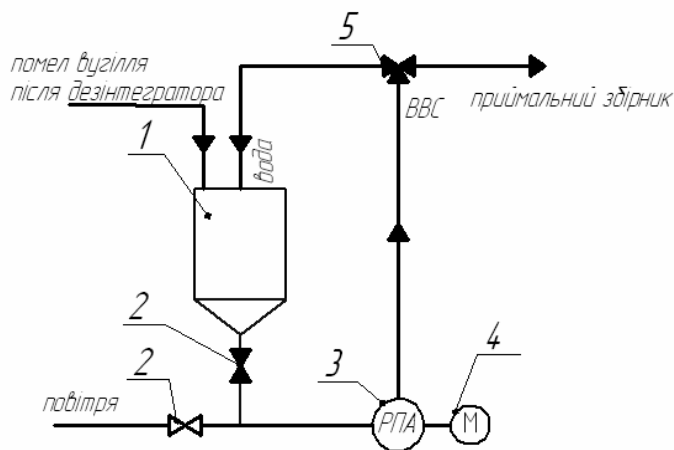 5
помел вугілля
після дезінтегратора
ВВС
приймальний збірник
1
вода
2
3
4
2
повітря
РПА
М